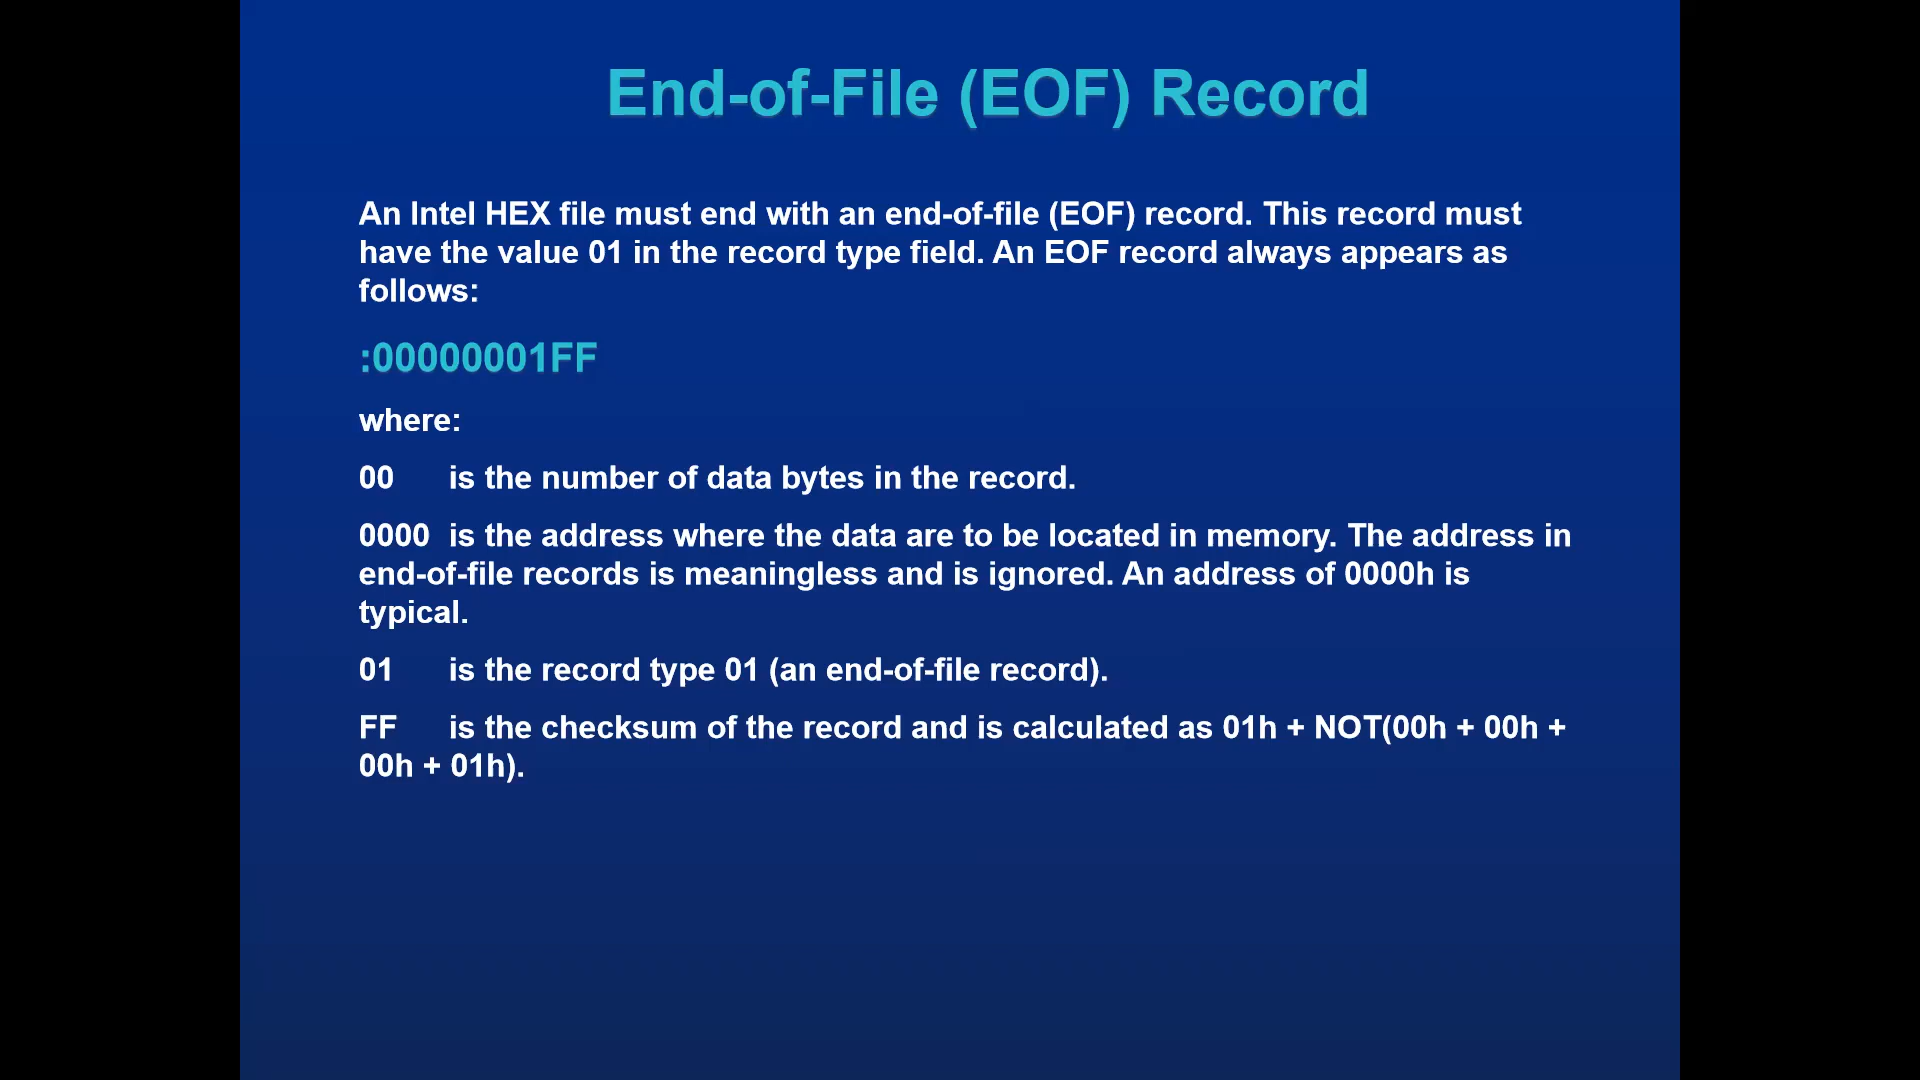 End-of-File (EOF) Record
An Intel HEX file must end with an end-of-file (EOF) record. This record must
have the value 01 in the record type field. An EOF record always appears as
follows:
:00000001FF
where:
00 is the number of data bytes in the record.
0000 is the address where the data are to be located in memory. The address in
end-of-file records is meaningless and is ignored. An address of 0000h is
typical.
01 is the record type 01 (an end-of-file record).
FF is the checksum of the record and is calculated as 01h + NOT(00h + 00h +
00h + 01h).